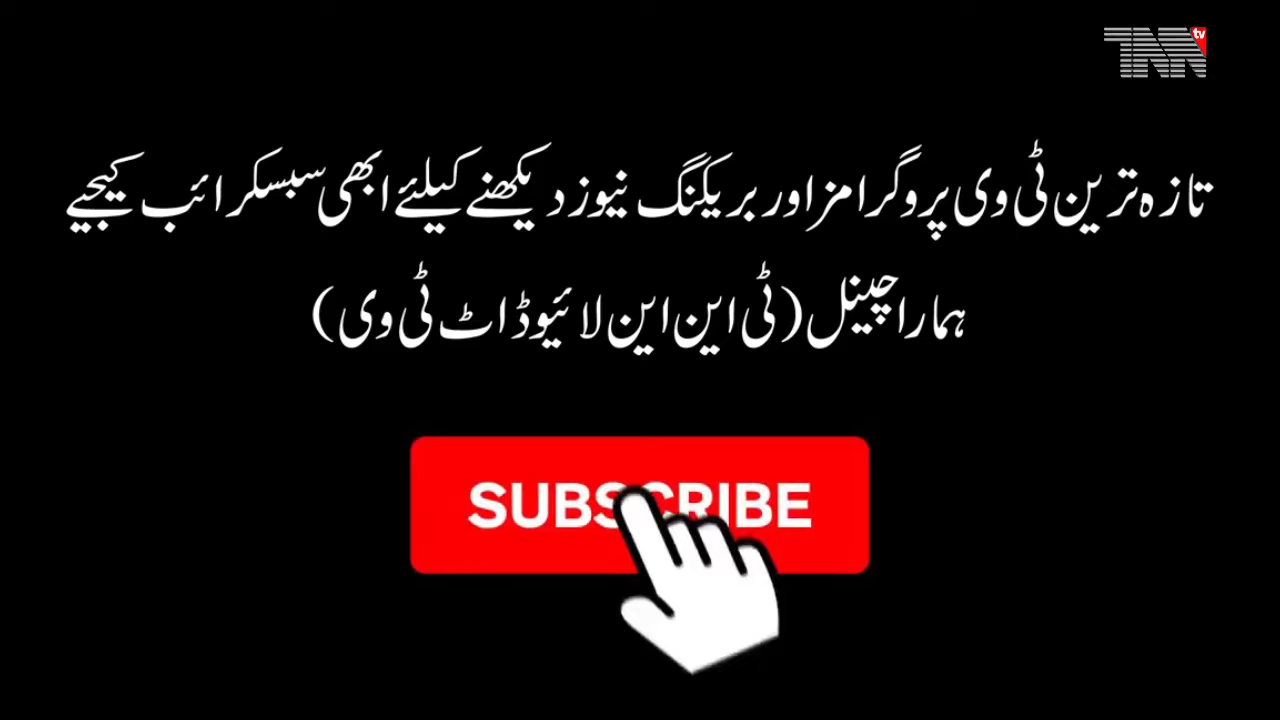 TNN tv
تازہ ترین ٹی وی پروگرامز اور بریکنگ نیوز دیکھنے کیلئے ابھی سبسکرائب کیجیے
ہمارا چینل (ٹی این این لائیو ڈاٹ ٹی وی)
SUBSCRIBE